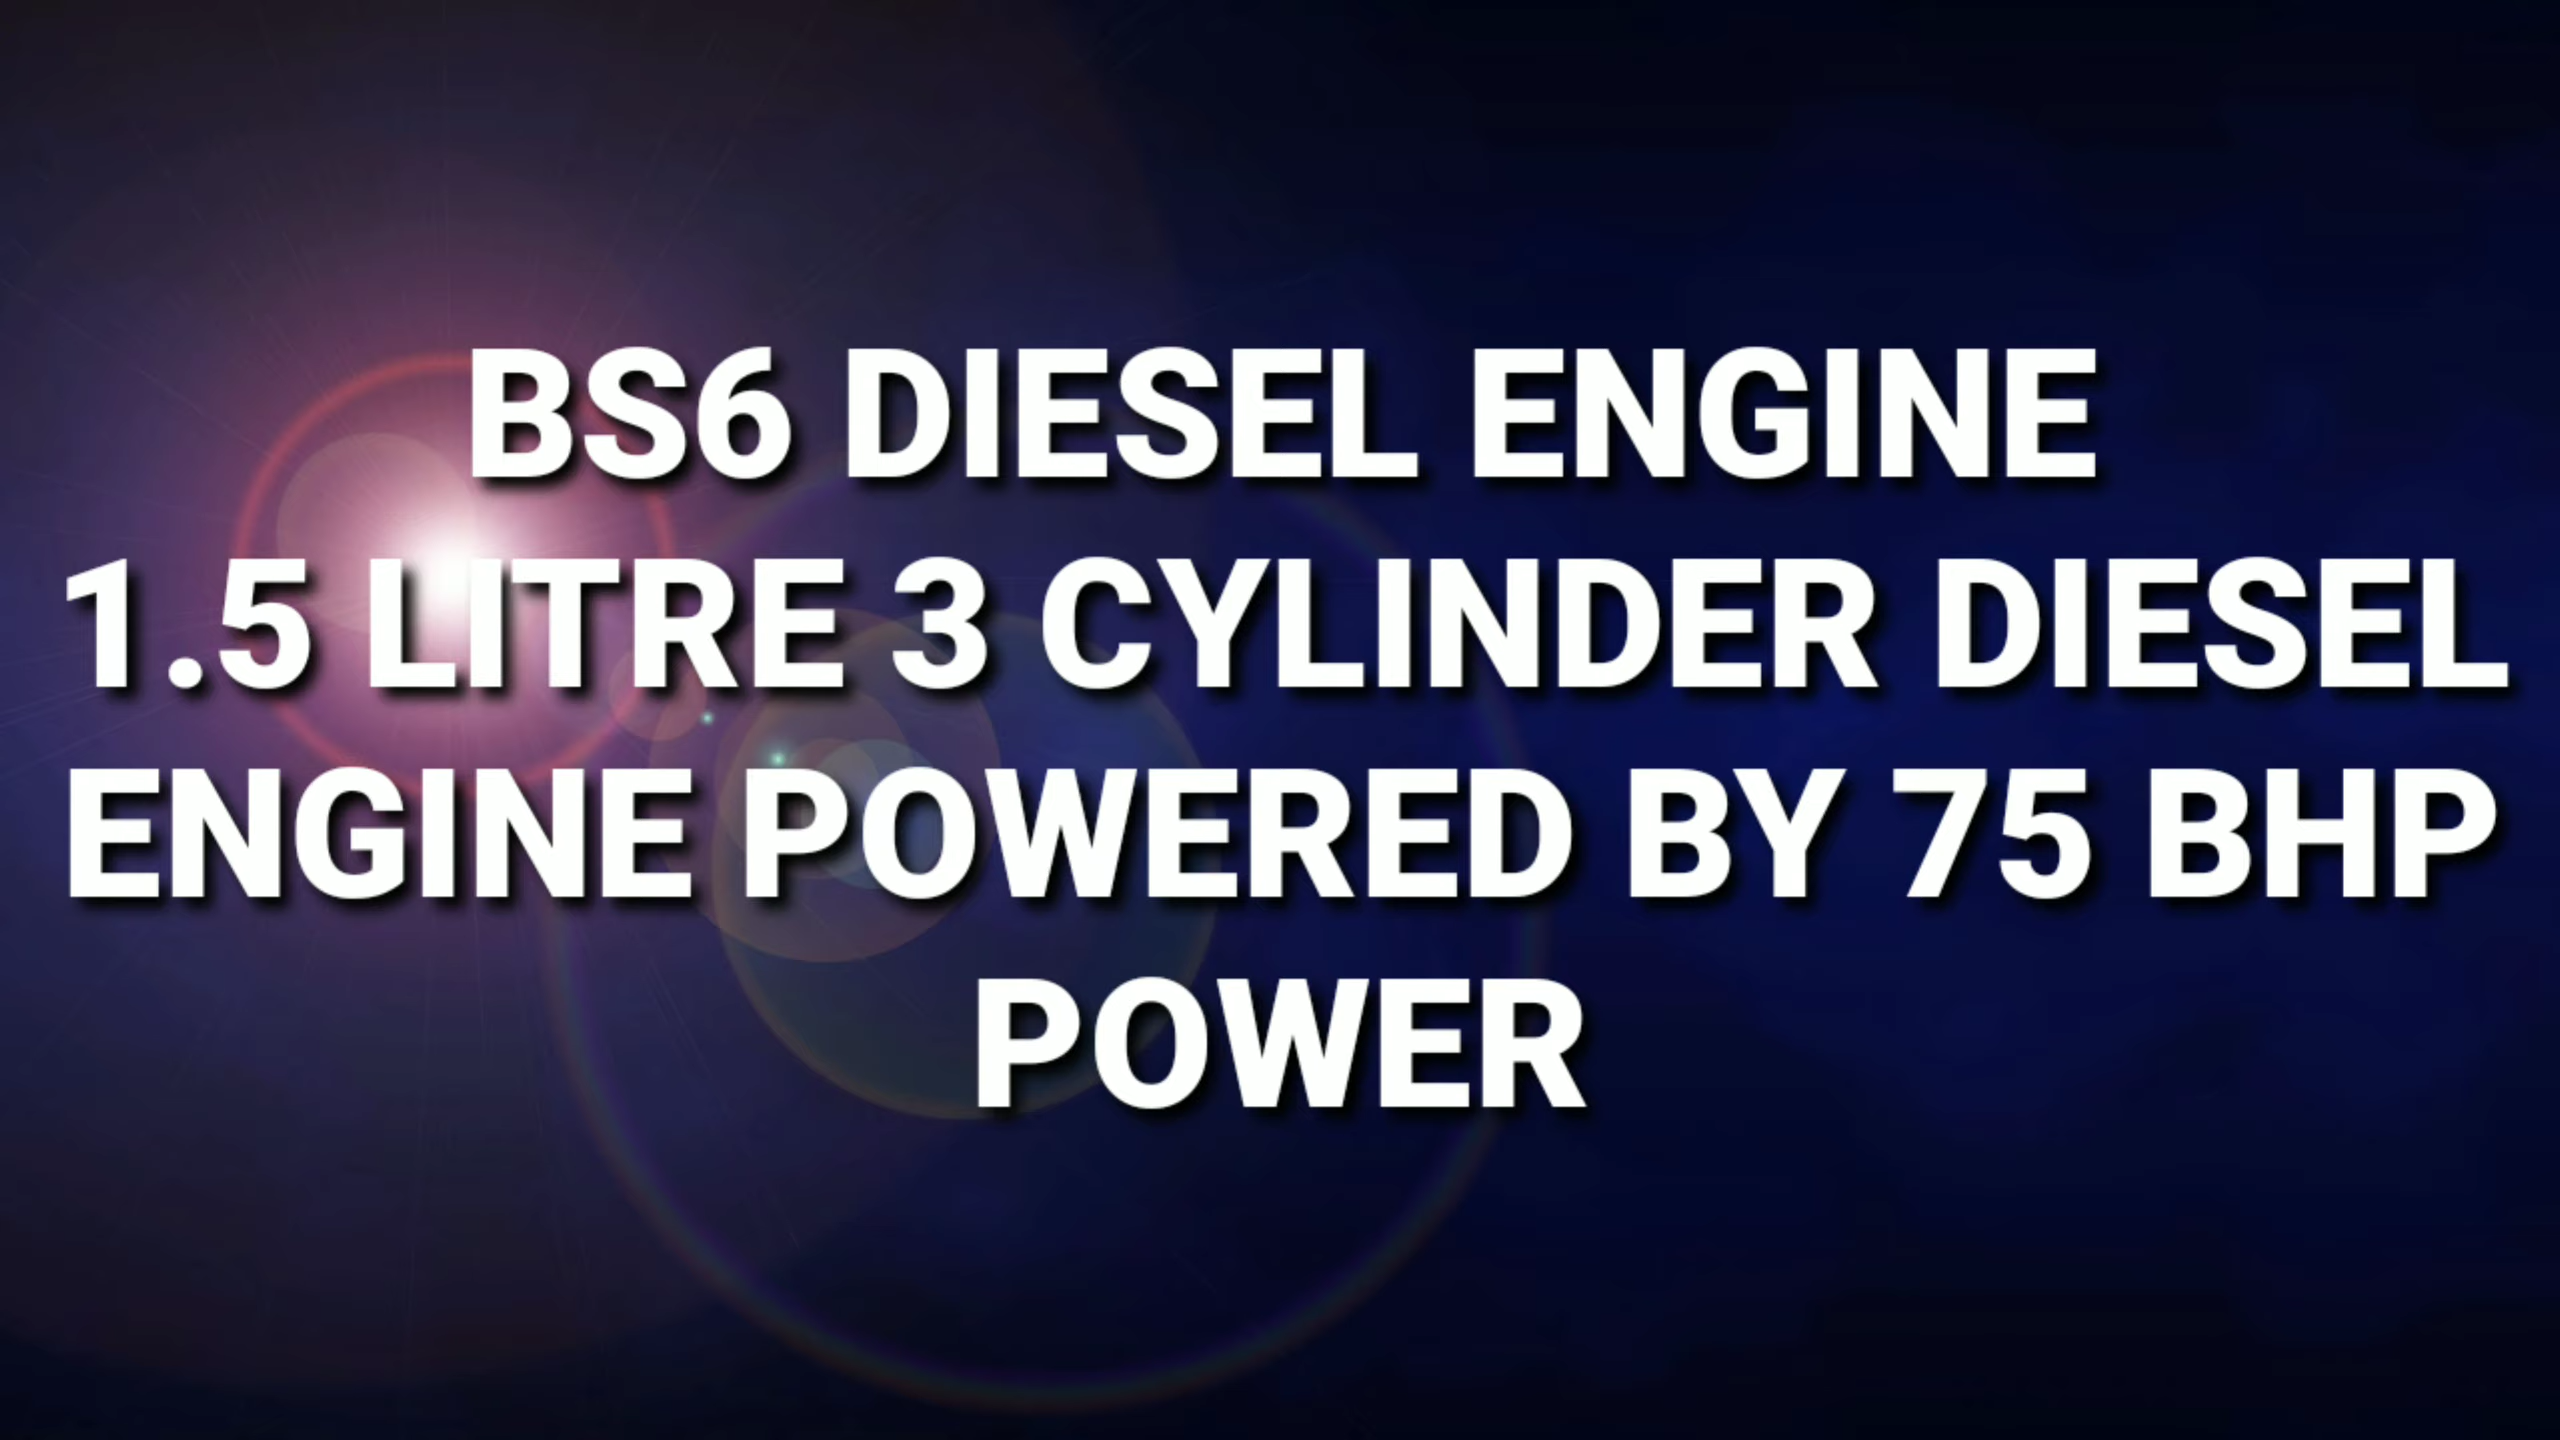 BS6 DIESEL ENGINE
1.5 LITRE 3 CYLINDER DIESEL
ENGINE POWERED BY 75 BHP
POWER